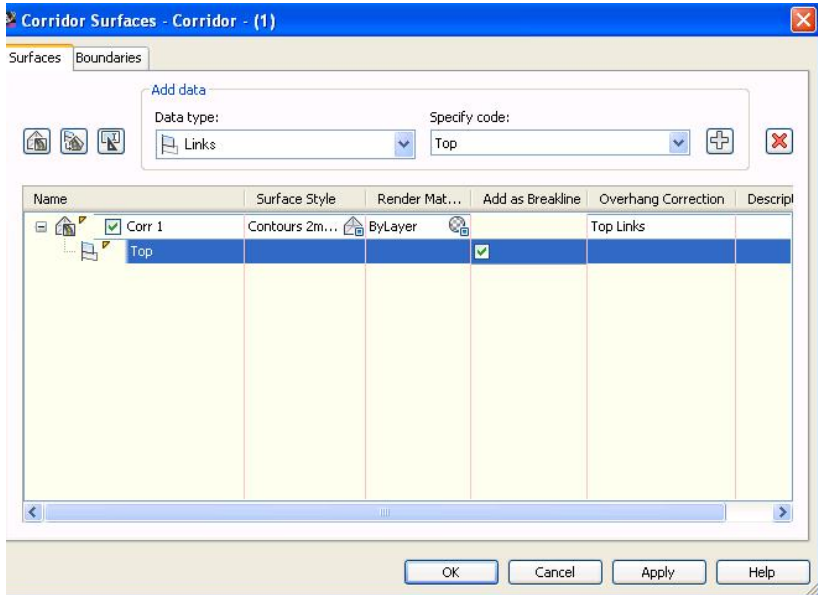 Corridor Surfaces - Corridor - (1)
Surfaces Boundaries
Add data
Data type: Specify code:
Links Top
Name Surface Style Render Mat... Add as Breakline Overhang Correction Descript
Corr 1 Contours 2m... ByLayer Top Links
Top
OK Cancel Apply Help